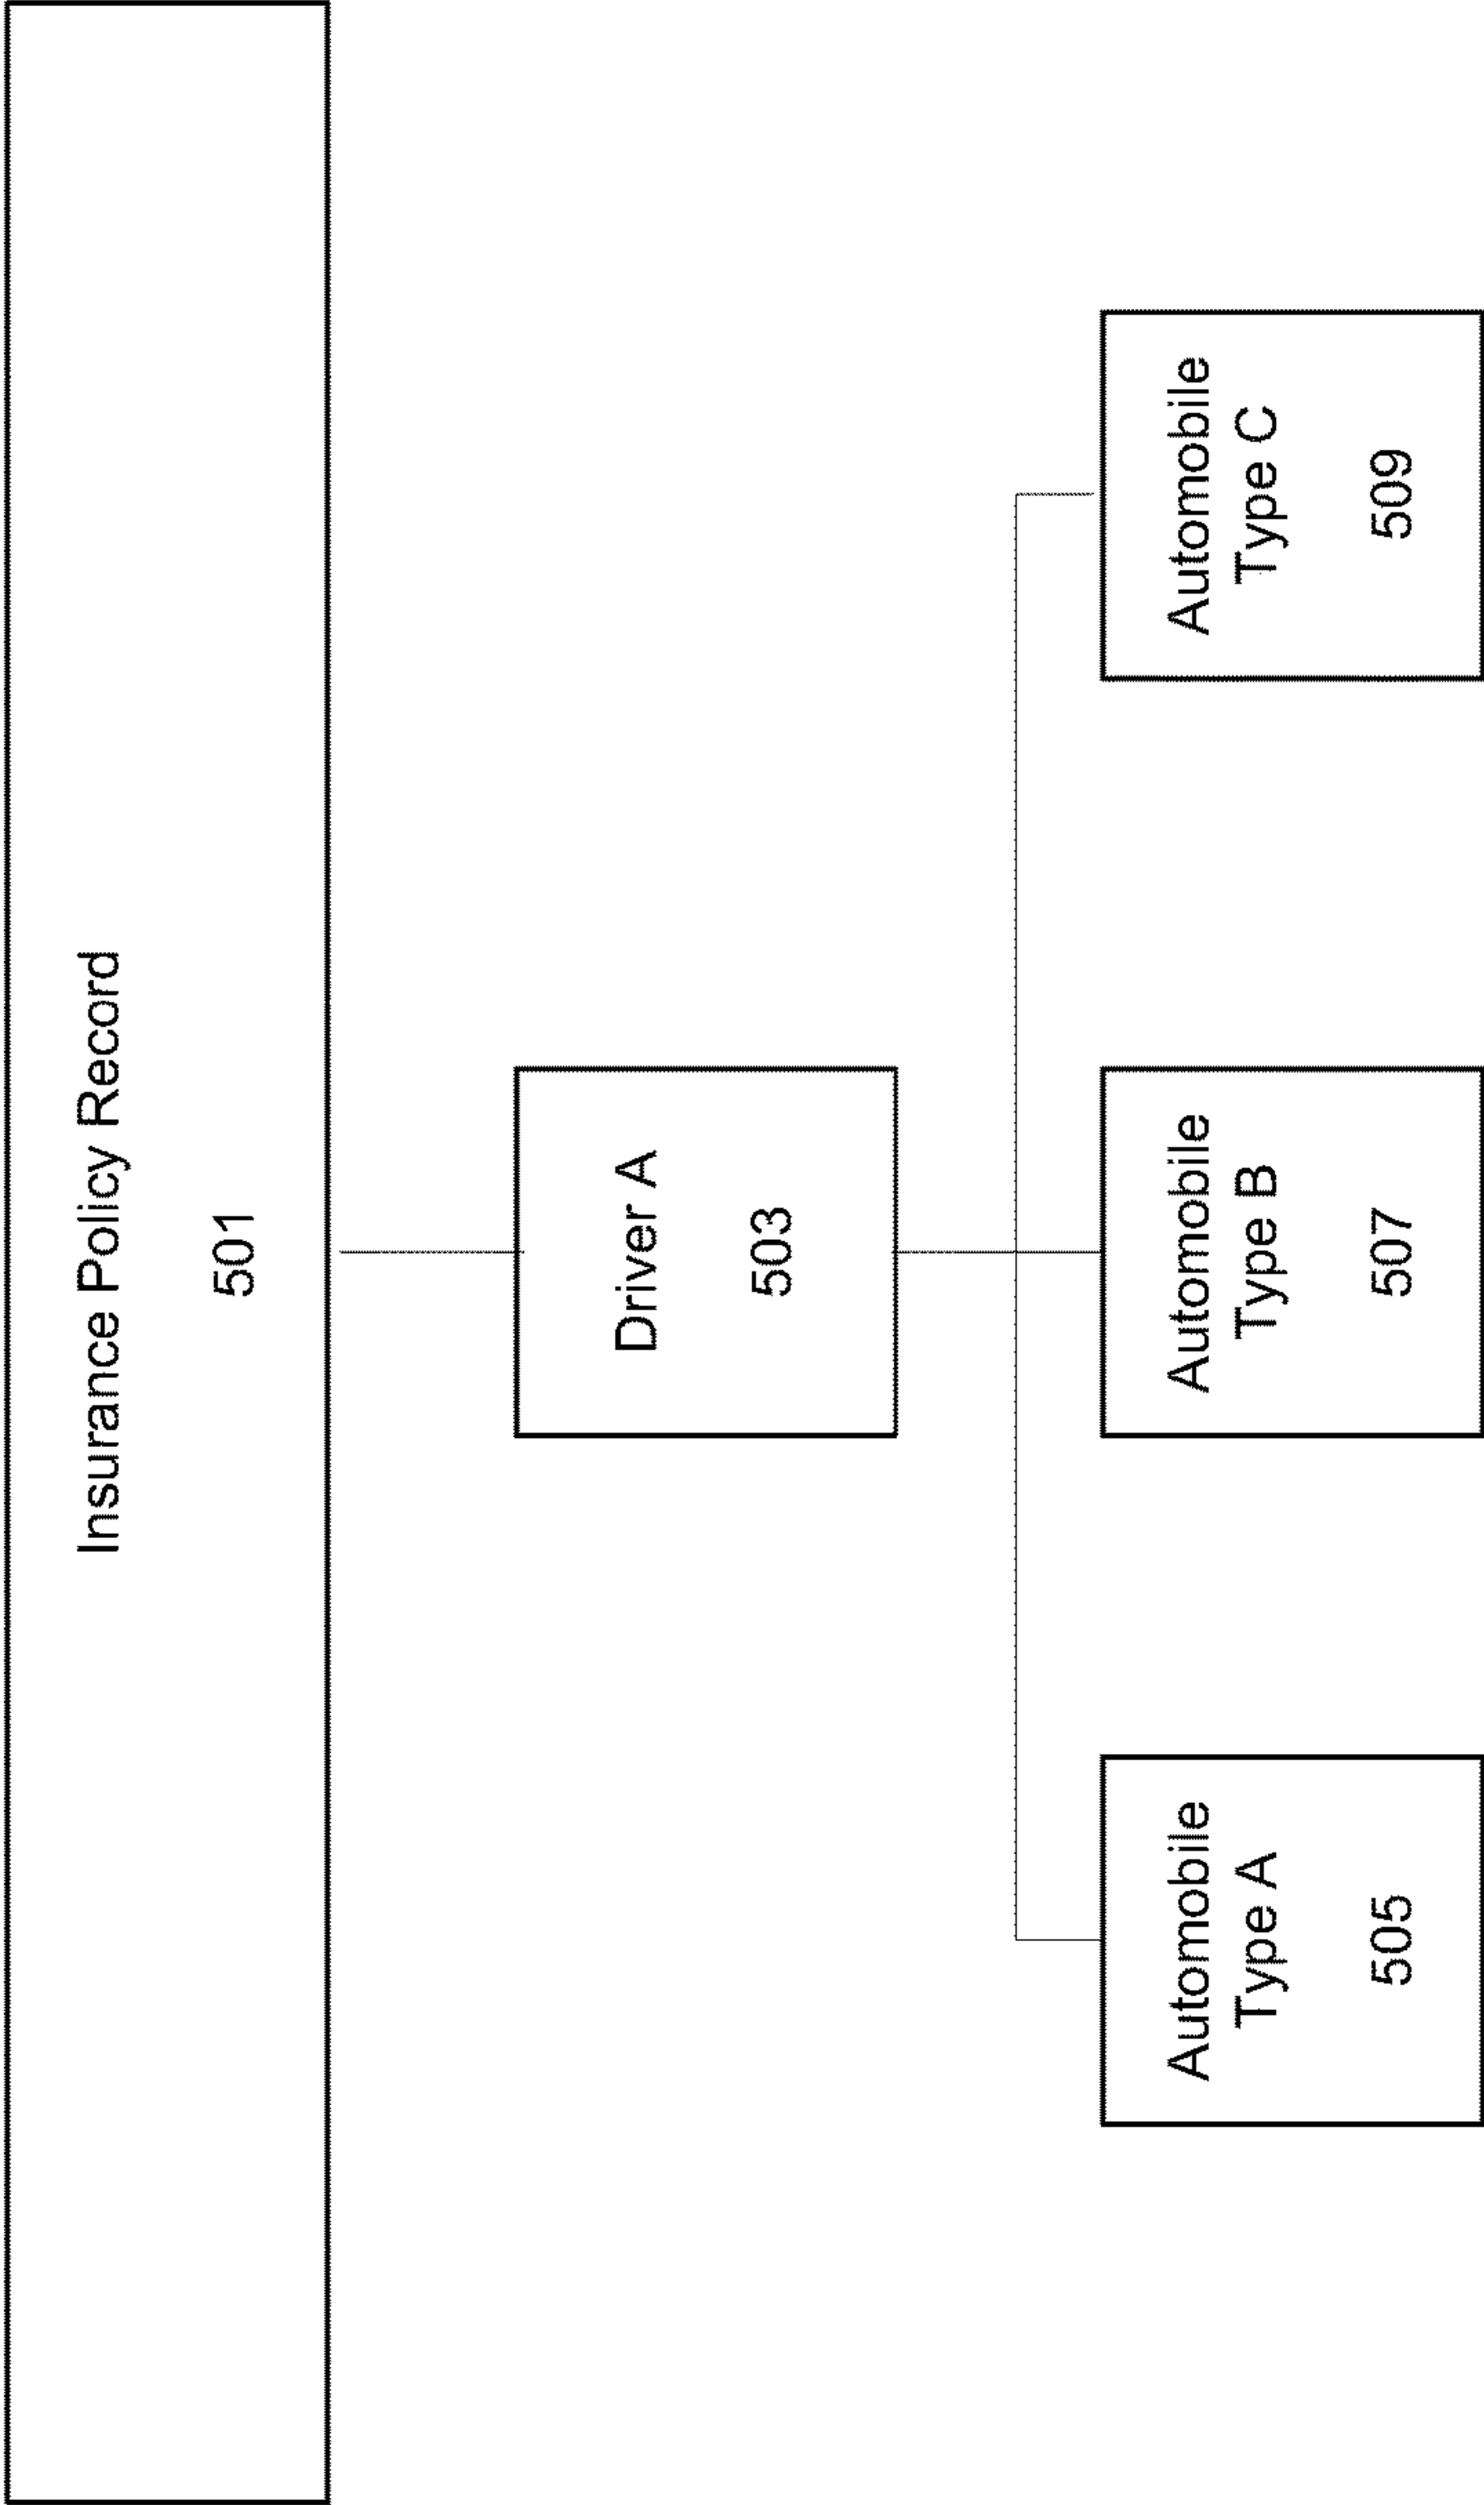 Insurance Policy Record
501
Driver A
503
Automobile
Type A
505
Automobile
Type B
507
Automobile
Type C
509